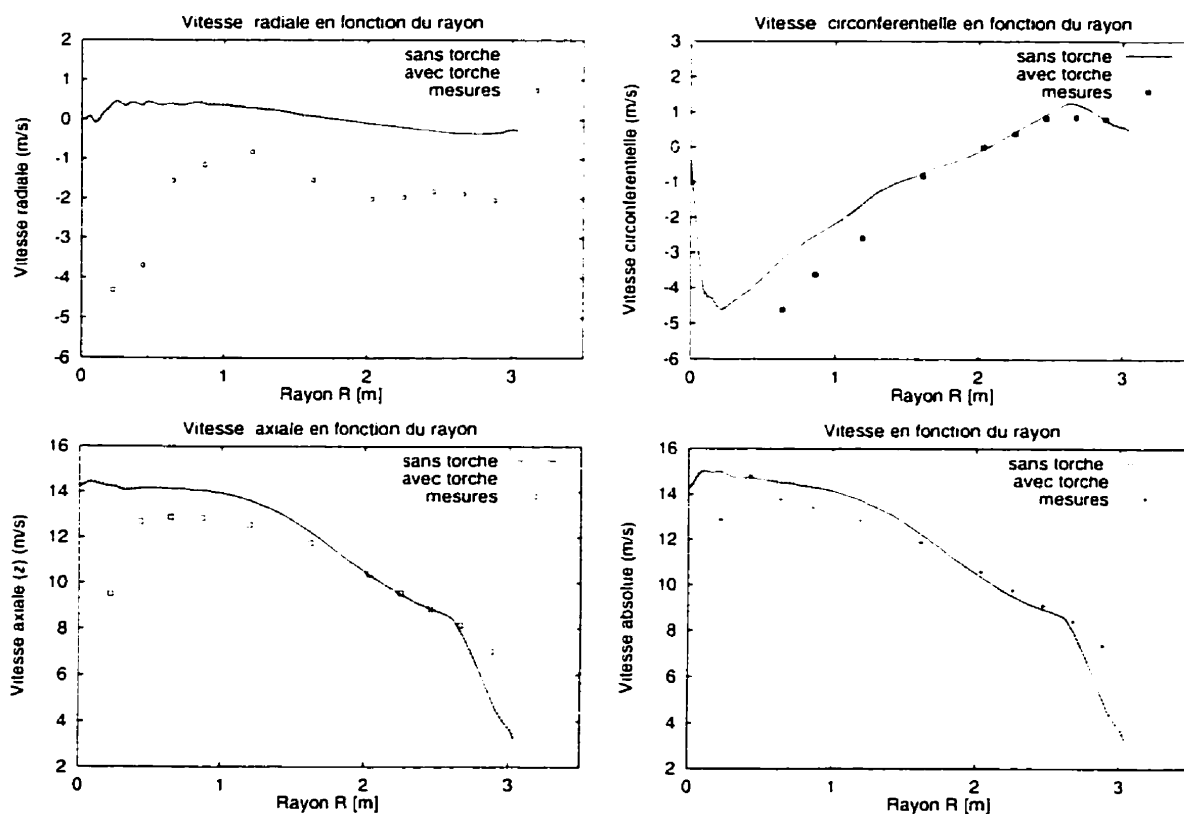 Vitesse radiale en fonction du rayon
sans torche
avec torche
mesures
2
1
0
-1
-2
-3
-4
-5
-6
Vitesse radiale (m/s)
0
1
2
3
Rayon R [m]
Vitesse circonferentielle en fonction du rayon
sans torche
avec torche
mesures
3
2
1
0
-1
-2
-3
-4
-5
-6
Vitesse circonferentielle (m/s)
0
1
2
3
Rayon R [m]
Vitesse axiale en fonction du rayon
sans torche
avec torche
mesures
16
14
12
10
8
6
4
2
Vitesse axiale (z) (m/s)
0
1
2
3
Rayon R [m]
Vitesse en fonction du rayon
sans torche
avec torche
mesures
16
14
12
10
8
6
4
2
Vitesse absolue (m/s)
0
1
2
3
Rayon R [m]